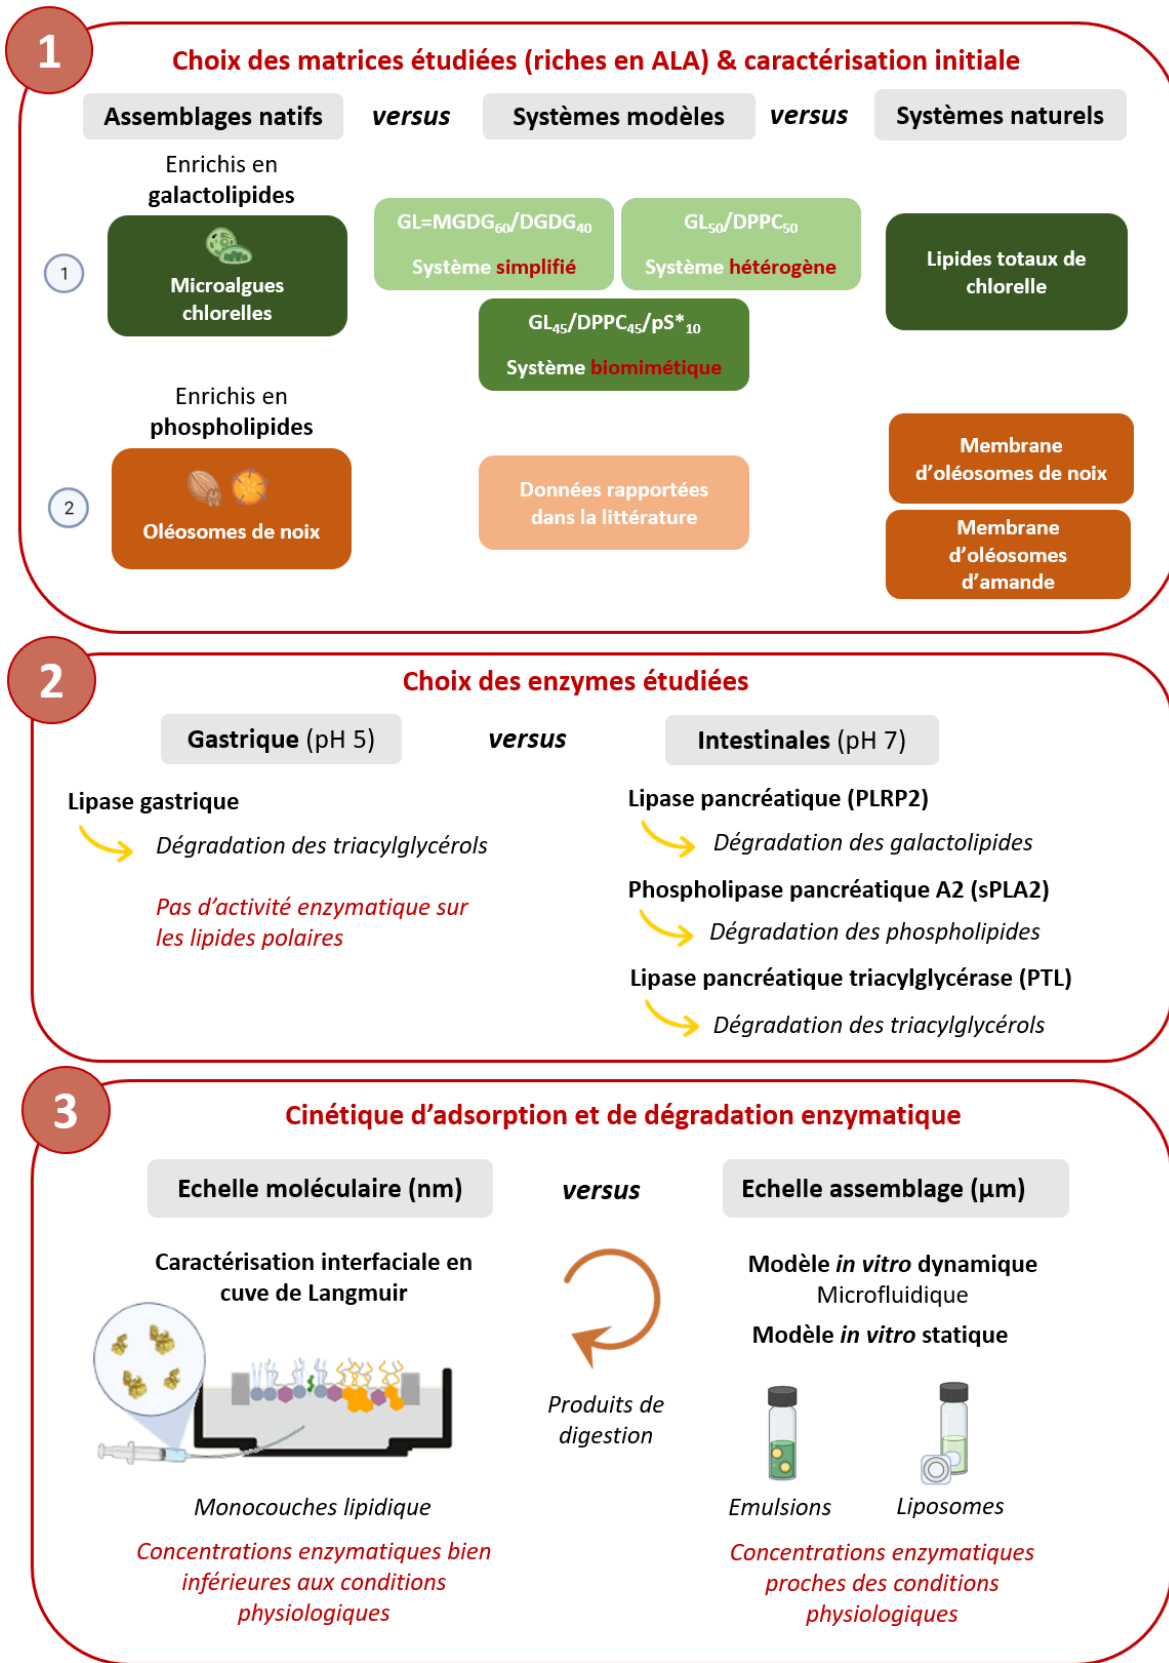 1
Choix des matrices étudiées (riches en ALA) & caractérisation initiale
Assemblages natifs
versus
Systèmes modèles
versus
Systèmes naturels
Enrichis en
galactolipides
1
Microalgues
chlorelles
GL=MGDG₆₀/DGDG₄₀
Système simplifié
GL₅₀/DPPC₅₀
Système hétérogène
GL₄₅/DPPC₄₅/pS*₁₀
Système biomimétique
Lipides totaux de
chlorelle
Enrichis en
phospholipides
2
Oléosomes de noix
Données rapportées
dans la littérature
Membrane
d'oléosomes de noix
Membrane
d'oléosomes
d'amande
2
Choix des enzymes étudiées
Gastrique (pH 5)
versus
Intestinales (pH 7)
Lipase gastrique
Dégradation des triacylglycérols
Pas d'activité enzymatique sur
les lipides polaires
Lipase pancréatique (PLRP2)
Dégradation des galactolipides
Phospholipase pancréatique A2 (sPLA2)
Dégradation des phospholipides
Lipase pancréatique triacylglycérase (PTL)
Dégradation des triacylglycérols
3
Cinétique d'adsorption et de dégradation enzymatique
Echelle moléculaire (nm)
versus
Echelle assemblage (µm)
Caractérisation interfaciale en
cuve de Langmuir
Monocouches lipidique
Concentrations enzymatiques bien
inférieures aux conditions
physiologiques
Produits de
digestion
Modèle in vitro dynamique
Microfluidique
Modèle in vitro statique
Emulsions
Liposomes
Concentrations enzymatiques
proches des conditions
physiologiques